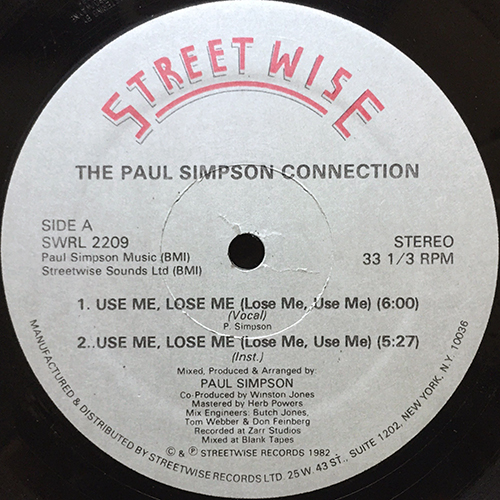 STREETWISE
THE PAUL SIMPSON CONNECTION
SIDE A
SWRL 2209
Paul Simpson Music (BMI)
Streetwise Sounds Ltd (BMI)
STEREO
33 1/3 RPM
1. USE ME, LOSE ME (Lose Me, Use Me) (6:00)
(Vocal)
P. Simpson
2..USE ME, LOSE ME (Lose Me, Use Me) (5:27)
(Inst.)
Mixed, Produced & Arranged by:
PAUL SIMPSON
Co-Produced by Winston Jones
Mastered by Herb Powers
Mix Engineers: Butch Jones,
Tom Webber & Don Feinberg
Recorded at Zarr Studios
Mixed at Blank Tapes
© & ℗ STREETWISE RECORDS 1982
MANUFACTURED & DISTRIBUTED BY STREETWISE RECORDS LTD. 25 W. 43 ST., SUITE 1202, NEW YORK, N.Y. 10036